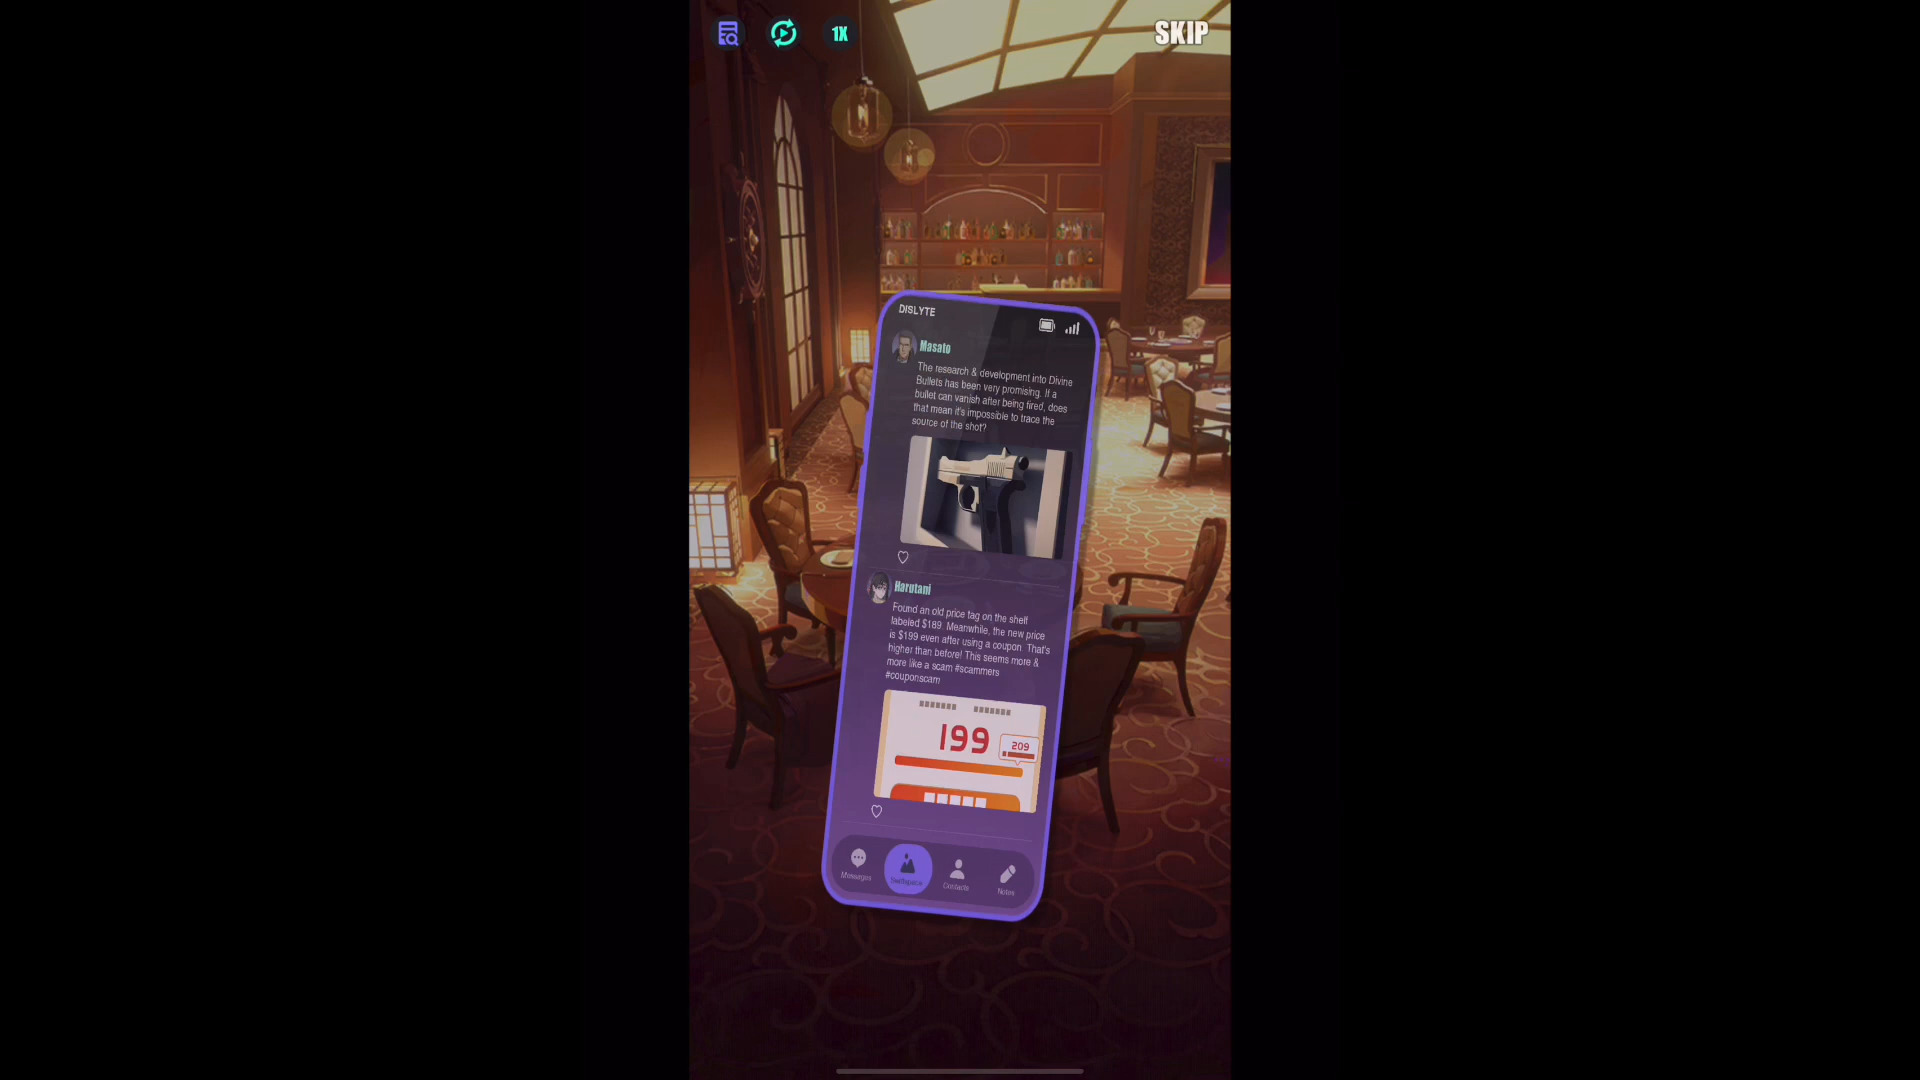 1X
SKIP
DISLYTE
Masato
The research & development into Divine
Bullets has been very promising. If a
bullet can vanish after being fired, does
that mean it's impossible to trace the
source of the shot?
Harutani
Found an old price tag on the shelf
labeled $189. Meanwhile, the new price
is $199 even after using a coupon. That's
higher than before! This seems more &
more like a scam #scammers
#couponscam
199
209
Messages
Contacts
Notes